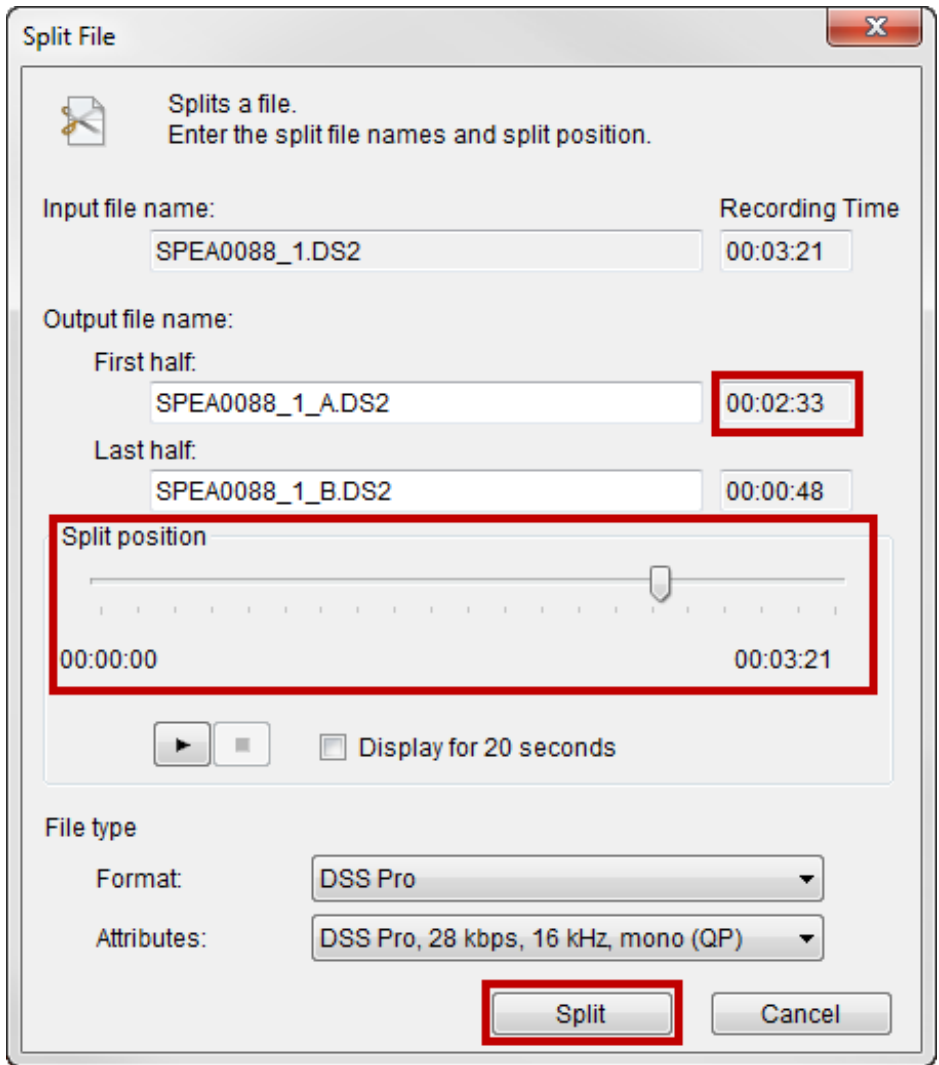 Split File
Splits a file.
Enter the split file names and split position.
Input file name:
Recording Time
SPEA0088_1.DS2
00:03:21
Output file name:
First half:
SPEA0088_1_A.DS2
00:02:33
Last half:
SPEA0088_1_B.DS2
00:00:48
Split position
00:00:00
00:03:21
Display for 20 seconds
File type
Format:
DSS Pro
Attributes:
DSS Pro, 28 kbps, 16 kHz, mono (QP)
Split
Cancel